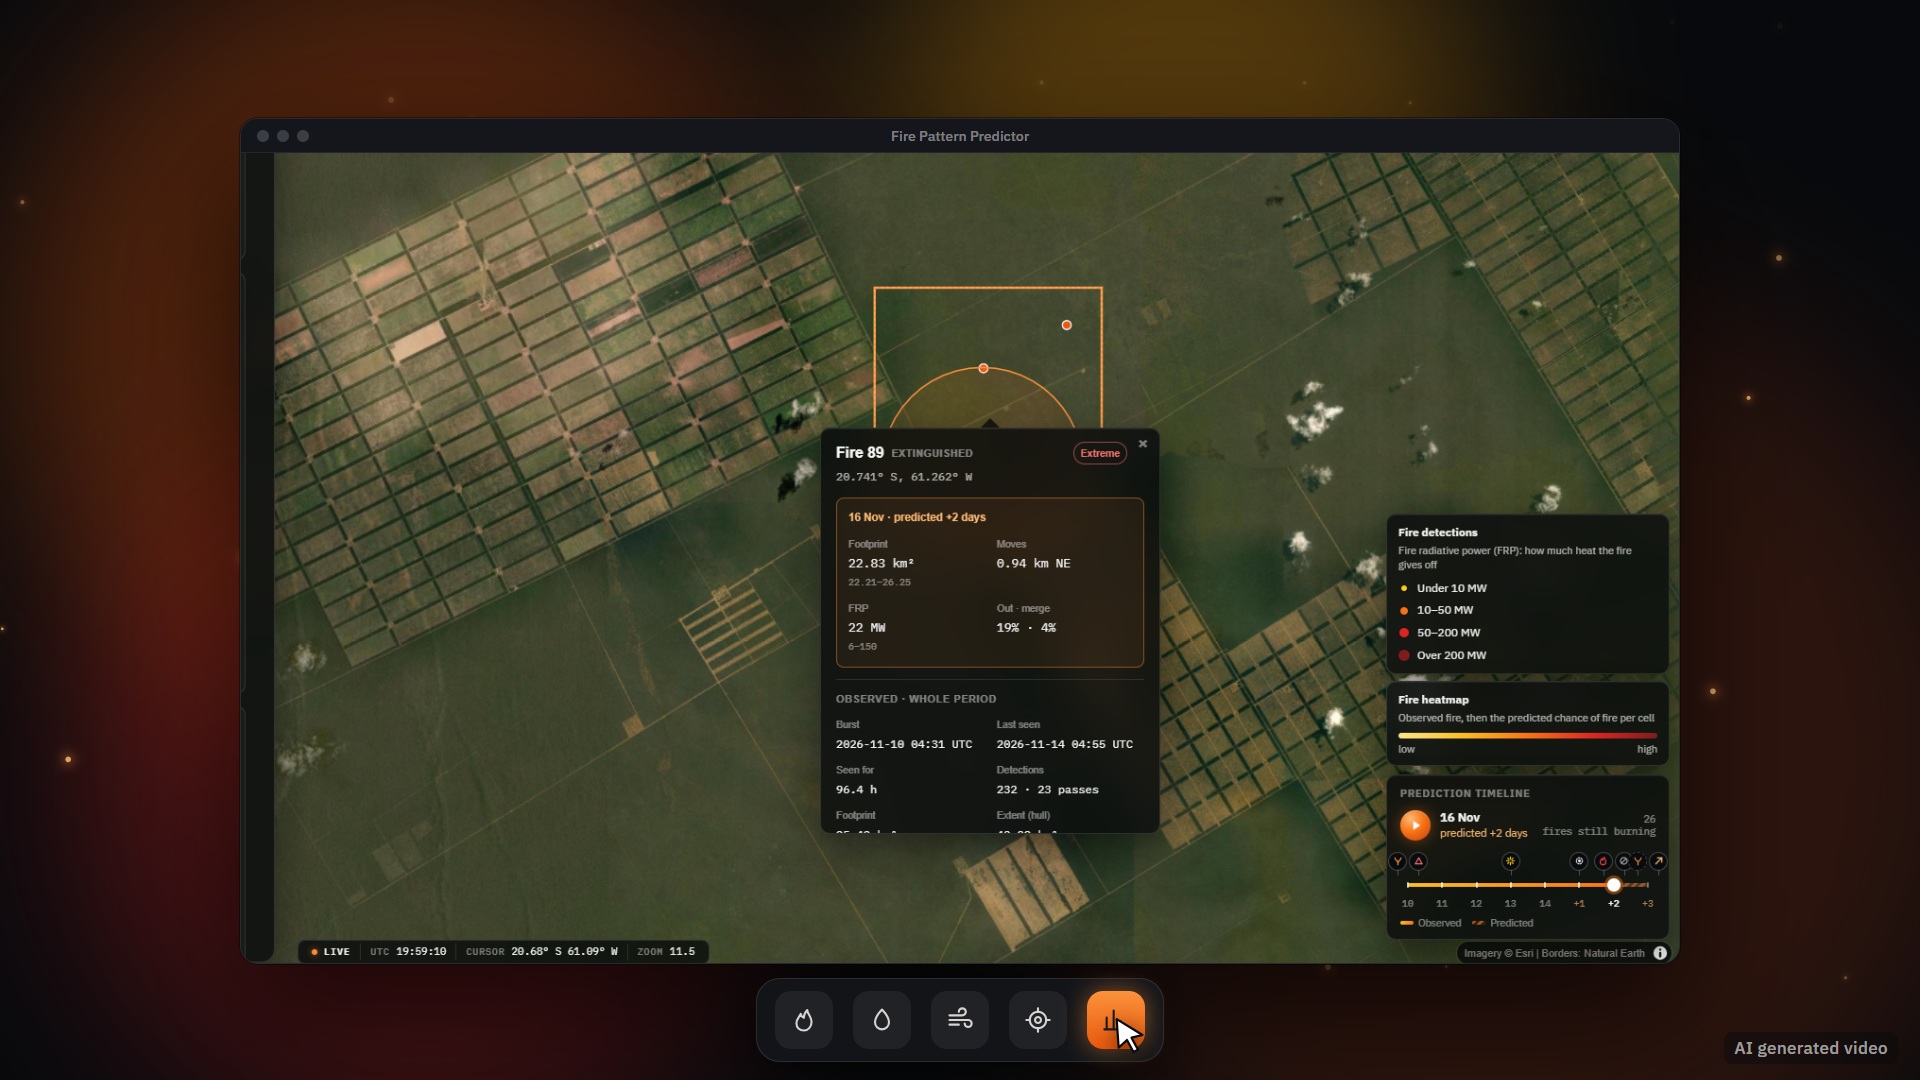 Fire Pattern Predictor
Fire 89 EXTINGUISHED
Extreme
20.741° S, 61.262° W
16 Nov · predicted +2 days
Footprint
Moves
22.83 km²
0.94 km NE
22.21–26.25
FRP
Out · merge
22 MW
19% · 4%
6–150
OBSERVED · WHOLE PERIOD
Burst
Last seen
2026-11-10 04:31 UTC
2026-11-14 04:55 UTC
Seen for
Detections
96.4 h
232 · 23 passes
Footprint
Extent (hull)
Fire detections
Fire radiative power (FRP): how much heat the fire
gives off
Under 10 MW
10–50 MW
50–200 MW
Over 200 MW
Fire heatmap
Observed fire, then the predicted chance of fire per cell
low
high
PREDICTION TIMELINE
16 Nov
predicted +2 days
26
fires still burning
10 11 12 13 14 +1 +2 +3
Observed Predicted
LIVE UTC 19:59:10 CURSOR 20.68° S 61.09° W ZOOM 11.5
Imagery © Esri | Borders: Natural Earth
AI generated video